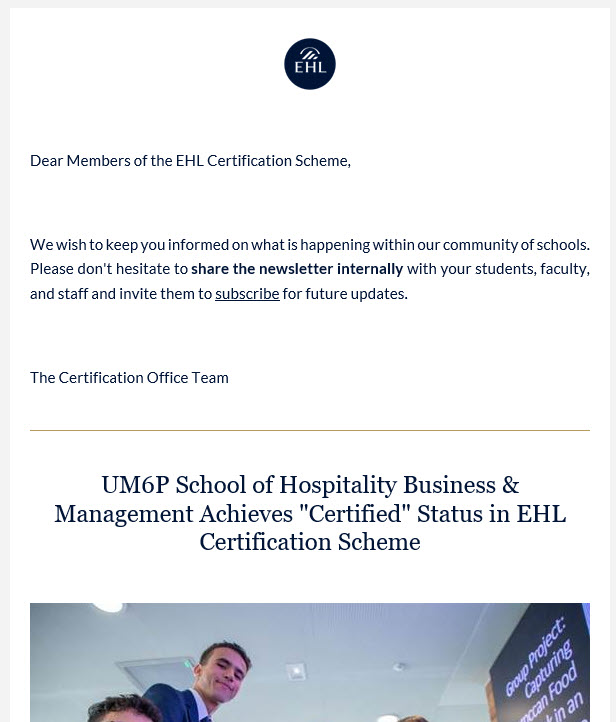 EHL
Dear Members of the EHL Certification Scheme,
We wish to keep you informed on what is happening within our community of schools.
Please don't hesitate to share the newsletter internally with your students, faculty,
and staff and invite them to subscribe for future updates.
The Certification Office Team
UM6P School of Hospitality Business &
Management Achieves "Certified" Status in EHL
Certification Scheme
Group Project:
Capturing
occan Food
k in an